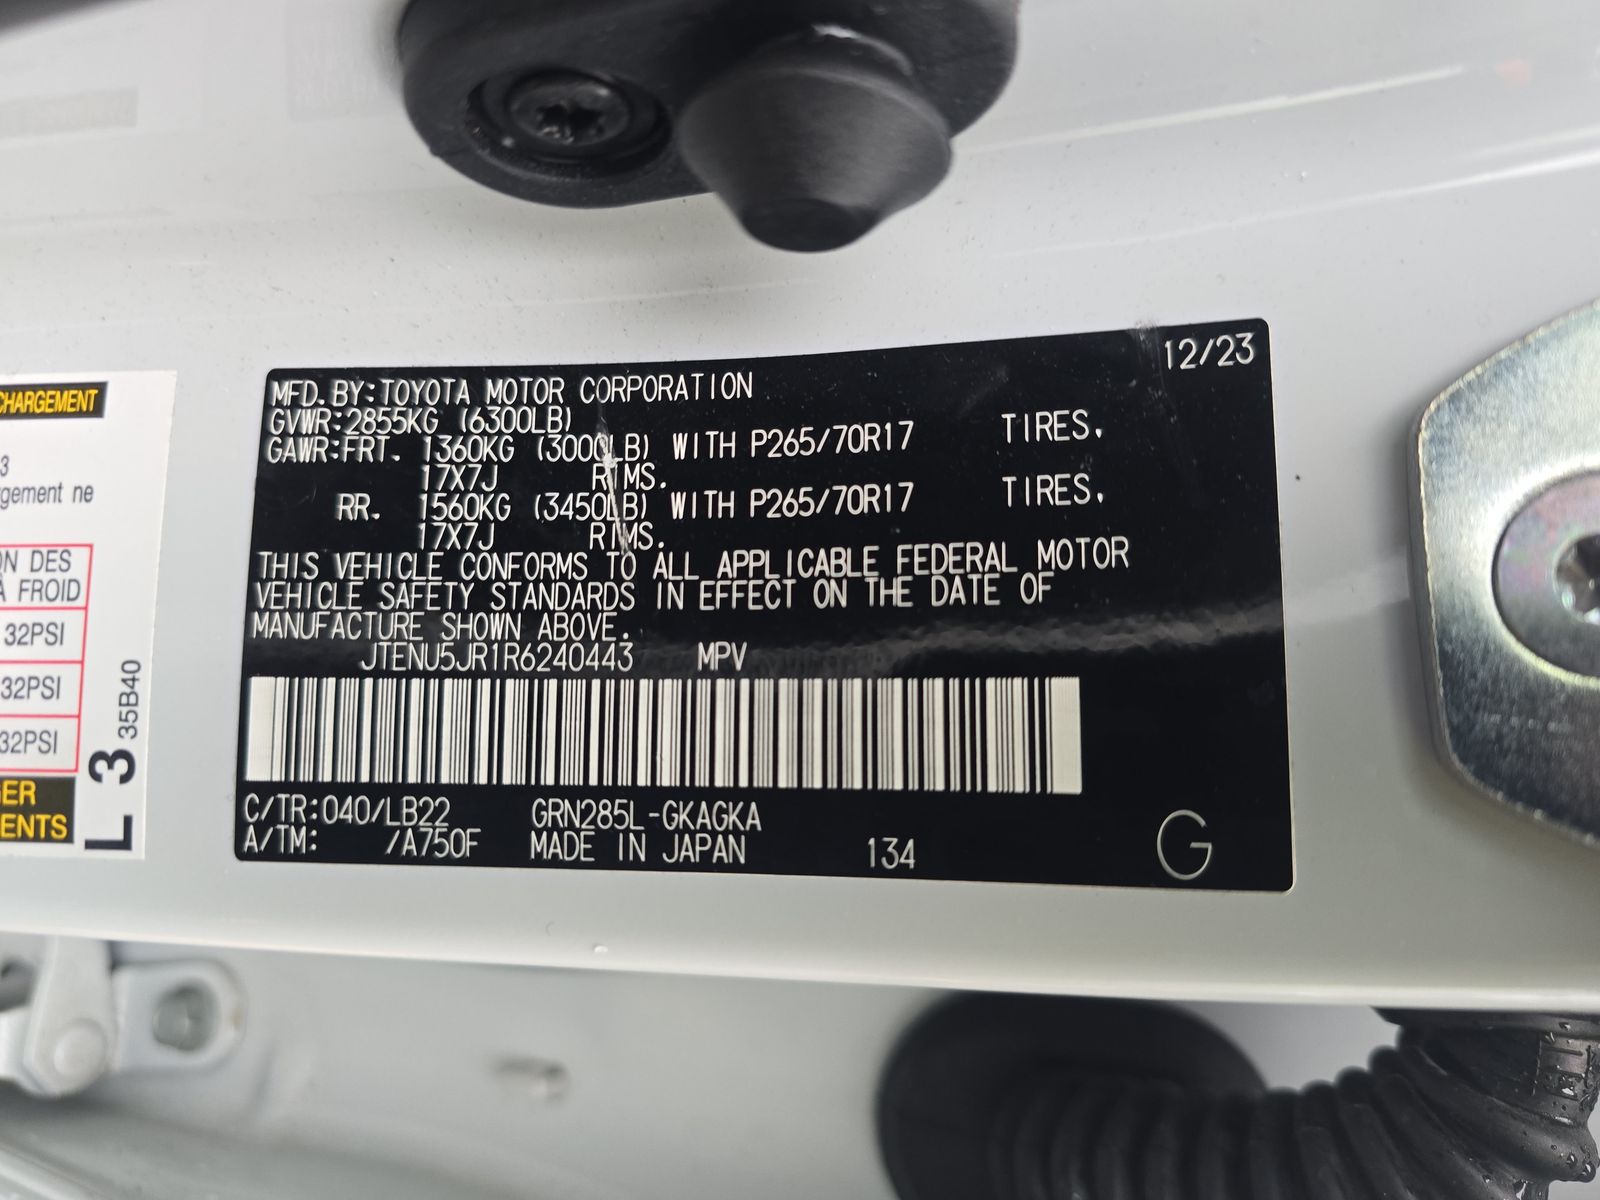 CHARGEMENT
3
rgement ne
ON DES
À FROID
32PSI
32PSI
32PSI
GER
ENTS
L 3 35B40
12/23
MFD.BY:TOYOTA MOTOR CORPORATION
GVWR:2855KG (6300LB)
GAWR:FRT. 1360KG (3000LB) WITH P265/70R17 TIRES.
17X7J RIMS.
RR. 1560KG (3450LB) WITH P265/70R17 TIRES.
17X7J RIMS.
THIS VEHICLE CONFORMS TO ALL APPLICABLE FEDERAL MOTOR
VEHICLE SAFETY STANDARDS IN EFFECT ON THE DATE OF
MANUFACTURE SHOWN ABOVE.
JTENU5JR1R6240443 MPV
C/TR:040/LB22 GRN285L-GKAGKA
A/TM: /A750F MADE IN JAPAN 134
G